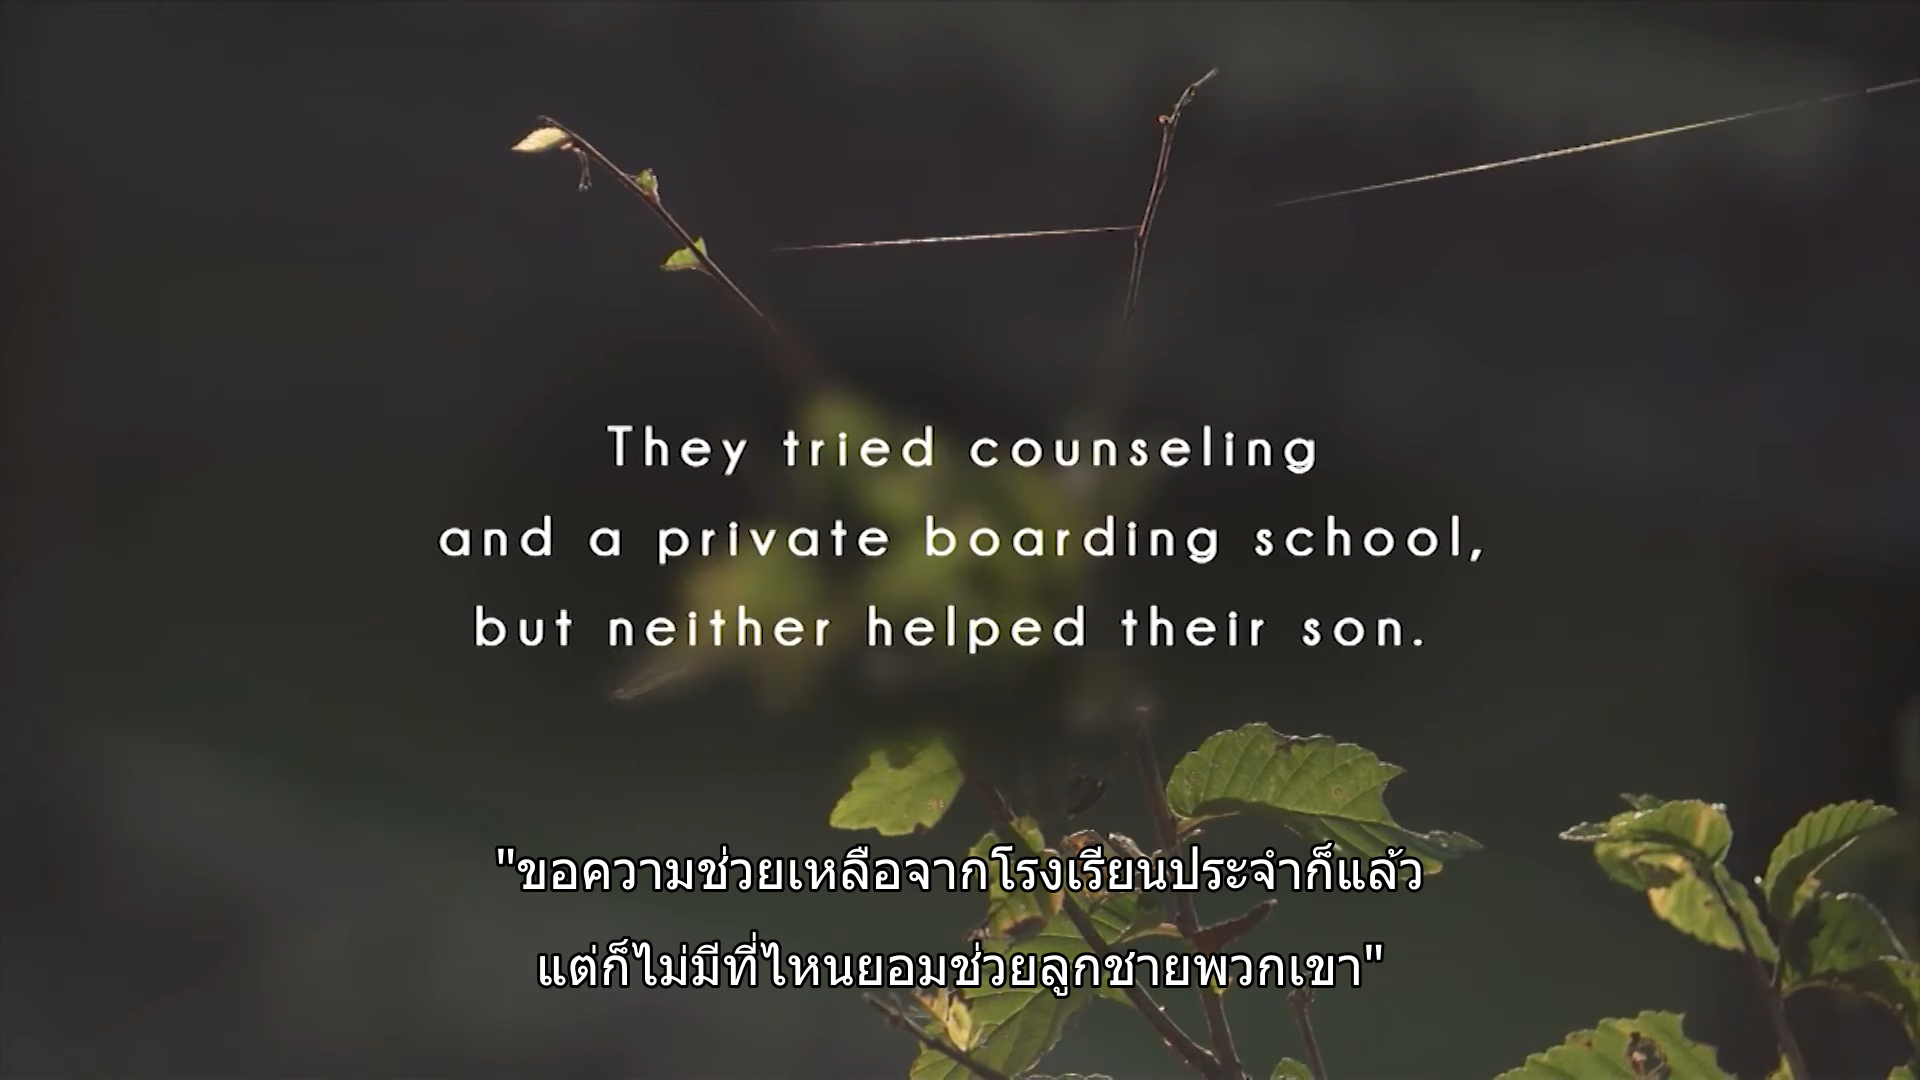 They tried counseling
and a private boarding school,
but neither helped their son.
"ขอความช่วยเหลือจากโรงเรียนประจำก็แล้ว
แต่ก็ไม่มีที่ไหนยอมช่วยลูกชายพวกเขา"